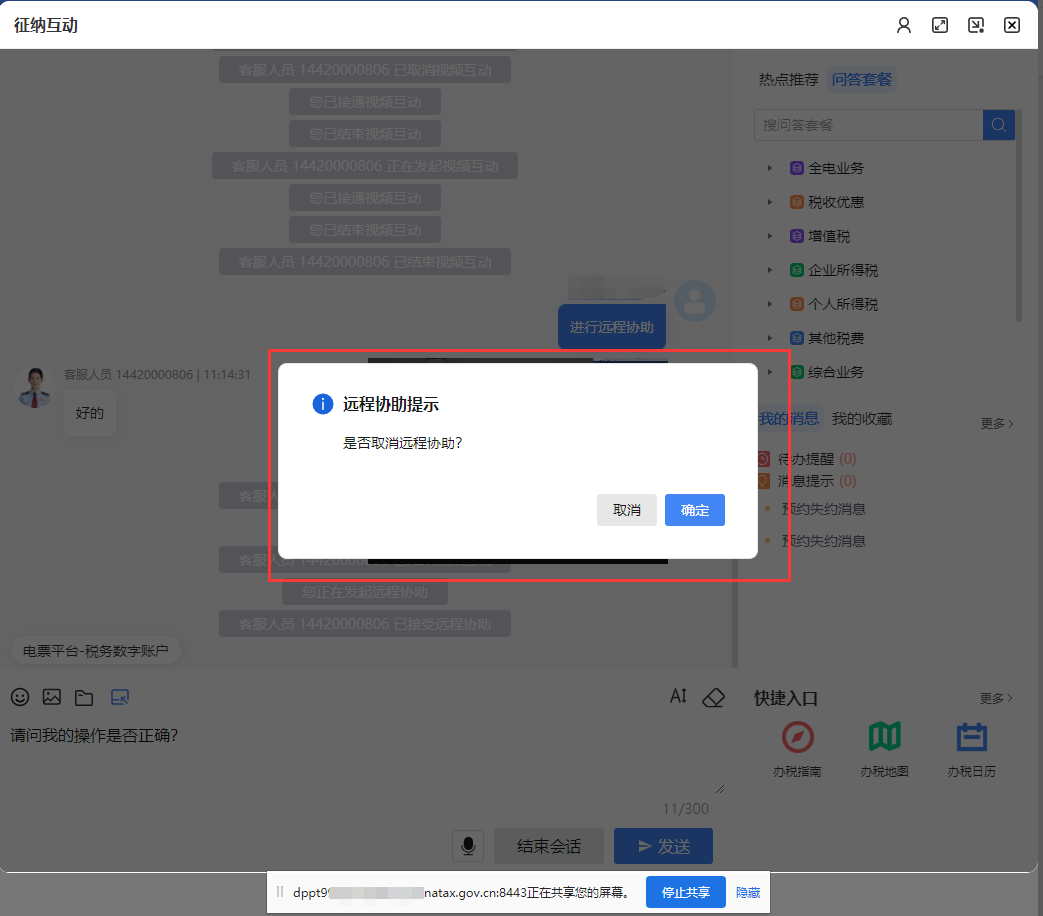 征纳互动
客服人员 14420000806 已取消视频互动
您已接通视频互动
您已结束视频互动
客服人员 14420000806 正在发起视频互动
您已接通视频互动
您已结束视频互动
客服人员 14420000806 已结束视频互动
进行远程协助
客服人员 14420000806 | 11:14:31
好的
客服人
远程协助提示
是否取消远程协助?
取消
确定
客服人员 14420000806
您正在发起远程协助
客服人员 14420000806 已接受远程协助
电票平台-税务数字账户
请问我的操作是否正确?
11/300
结束会话
发送
热点推荐 问答套餐
搜问答套餐
全电业务
税收优惠
增值税
企业所得税
个人所得税
其他税费
综合业务
我的消息 我的收藏 更多
待办提醒 (0)
消息提示 (0)
预约失约消息
预约失约消息
快捷入口 更多
办税指南 办税地图 办税日历
dppt9 natax.gov.cn:8443正在共享您的屏幕。 停止共享 隐藏